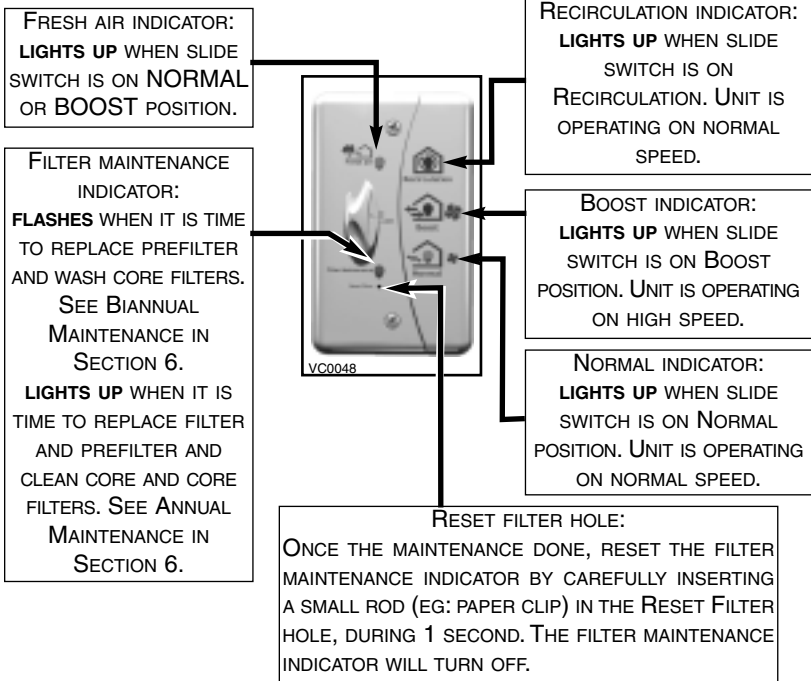 FRESH AIR INDICATOR:
LIGHTS UP WHEN SLIDE
SWITCH IS ON NORMAL
OR BOOST POSITION.
FILTER MAINTENANCE
INDICATOR:
FLASHES WHEN IT IS TIME
TO REPLACE PREFILTER
AND WASH CORE FILTERS.
SEE BIANNUAL
MAINTENANCE IN
SECTION 6.
LIGHTS UP WHEN IT IS
TIME TO REPLACE FILTER
AND PREFILTER AND
CLEAN CORE AND CORE
FILTERS. SEE ANNUAL
MAINTENANCE IN
SECTION 6.
Recirculation
Boost
Normal
VC0048
RECIRCULATION INDICATOR:
LIGHTS UP WHEN SLIDE
SWITCH IS ON
RECIRCULATION. UNIT IS
OPERATING ON NORMAL
SPEED.
BOOST INDICATOR:
LIGHTS UP WHEN SLIDE
SWITCH IS ON BOOST
POSITION. UNIT IS OPERATING
ON HIGH SPEED.
NORMAL INDICATOR:
LIGHTS UP WHEN SLIDE
SWITCH IS ON NORMAL
POSITION. UNIT IS OPERATING
ON NORMAL SPEED.
RESET FILTER HOLE:
ONCE THE MAINTENANCE DONE, RESET THE FILTER
MAINTENANCE INDICATOR BY CAREFULLY INSERTING
A SMALL ROD (EG: PAPER CLIP) IN THE RESET FILTER
HOLE, DURING 1 SECOND. THE FILTER MAINTENANCE
INDICATOR WILL TURN OFF.